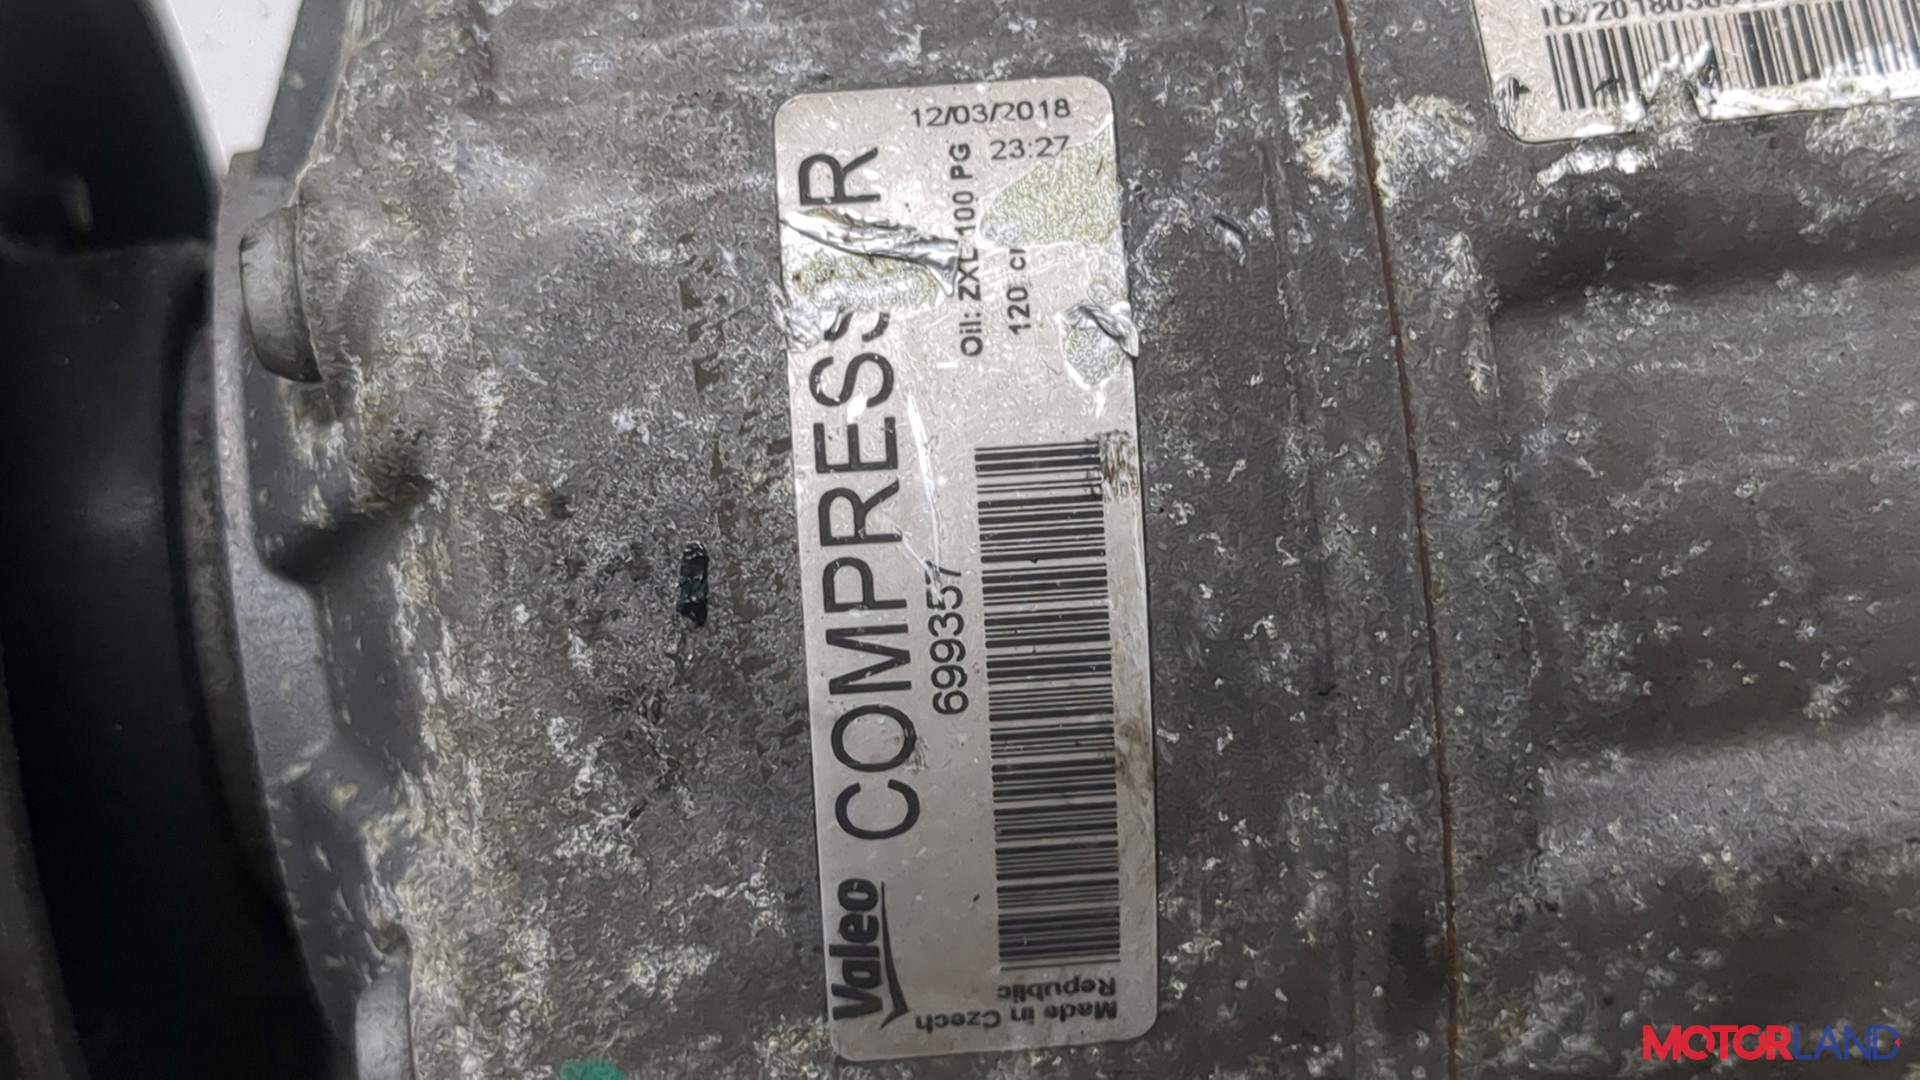 12/03/2018
23:27
Valeo COMPRESS R
699357
Oil: ZXL 100 PG
120
Made in Czech
Republic
MOTORLAND